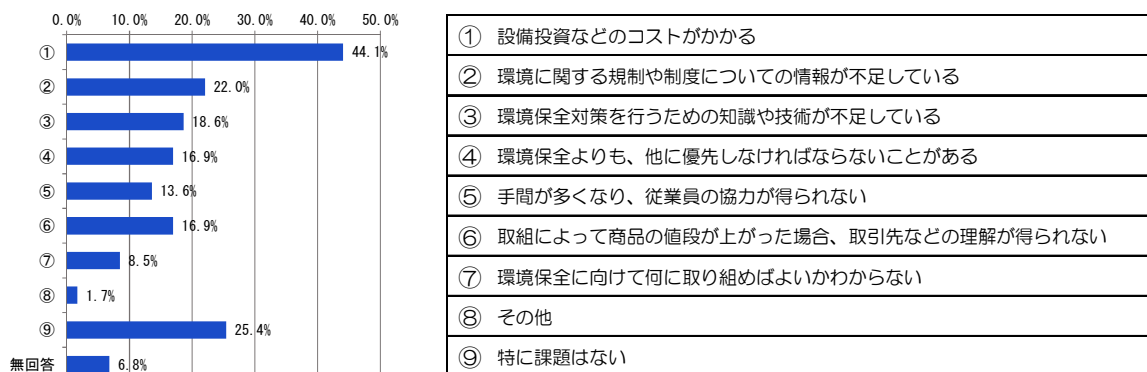 0.0% 10.0% 20.0% 30.0% 40.0% 50.0%
① 44.1%
② 22.0%
③ 18.6%
④ 16.9%
⑤ 13.6%
⑥ 16.9%
⑦ 8.5%
⑧ 1.7%
⑨ 25.4%
無回答 6.8%
① 設備投資などのコストがかかる
② 環境に関する規制や制度についての情報が不足している
③ 環境保全対策を行うための知識や技術が不足している
④ 環境保全よりも、他に優先しなければならないことがある
⑤ 手間が多くなり、従業員の協力が得られない
⑥ 取組によって商品の値段が上がった場合、取引先などの理解が得られない
⑦ 環境保全に向けて何に取り組めばよいかわからない
⑧ その他
⑨ 特に課題はない